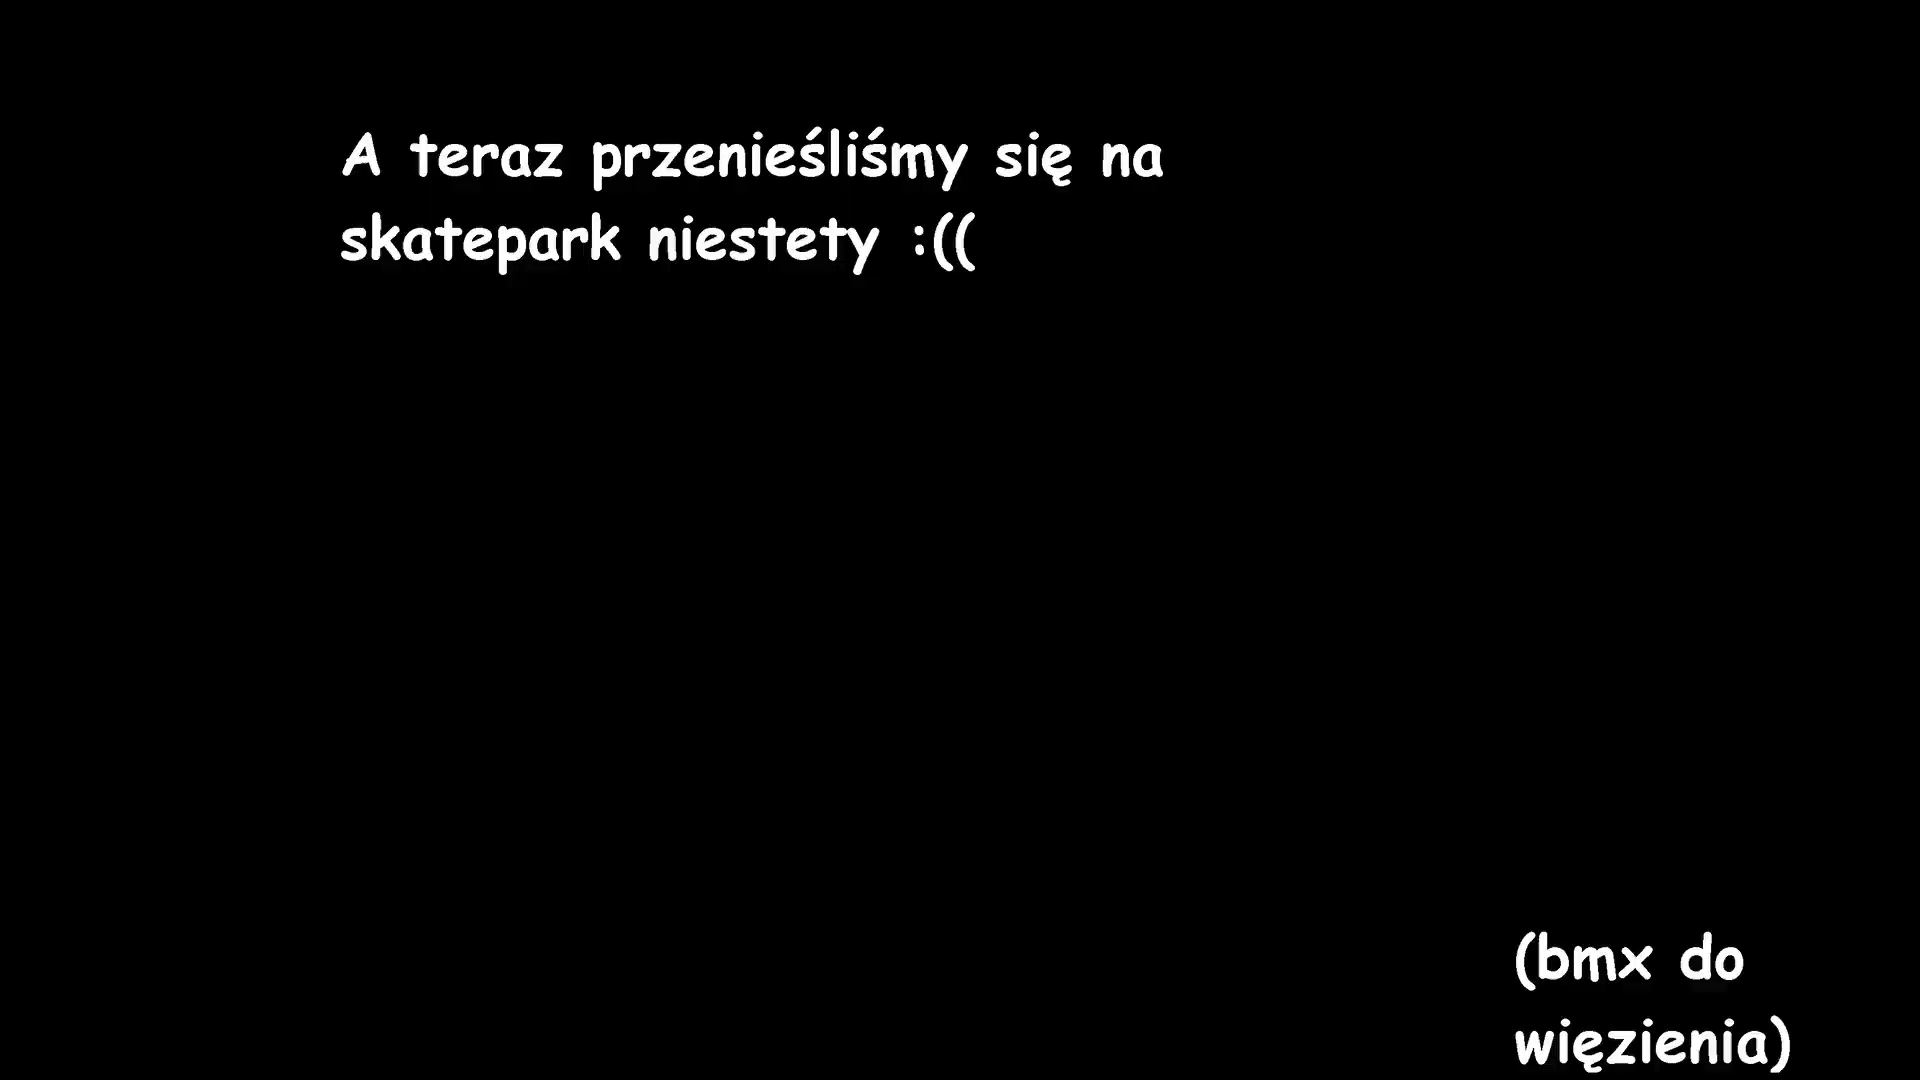 A teraz przenieśliśmy się na
skatepark niestety :((
(bmx do
więzienia)